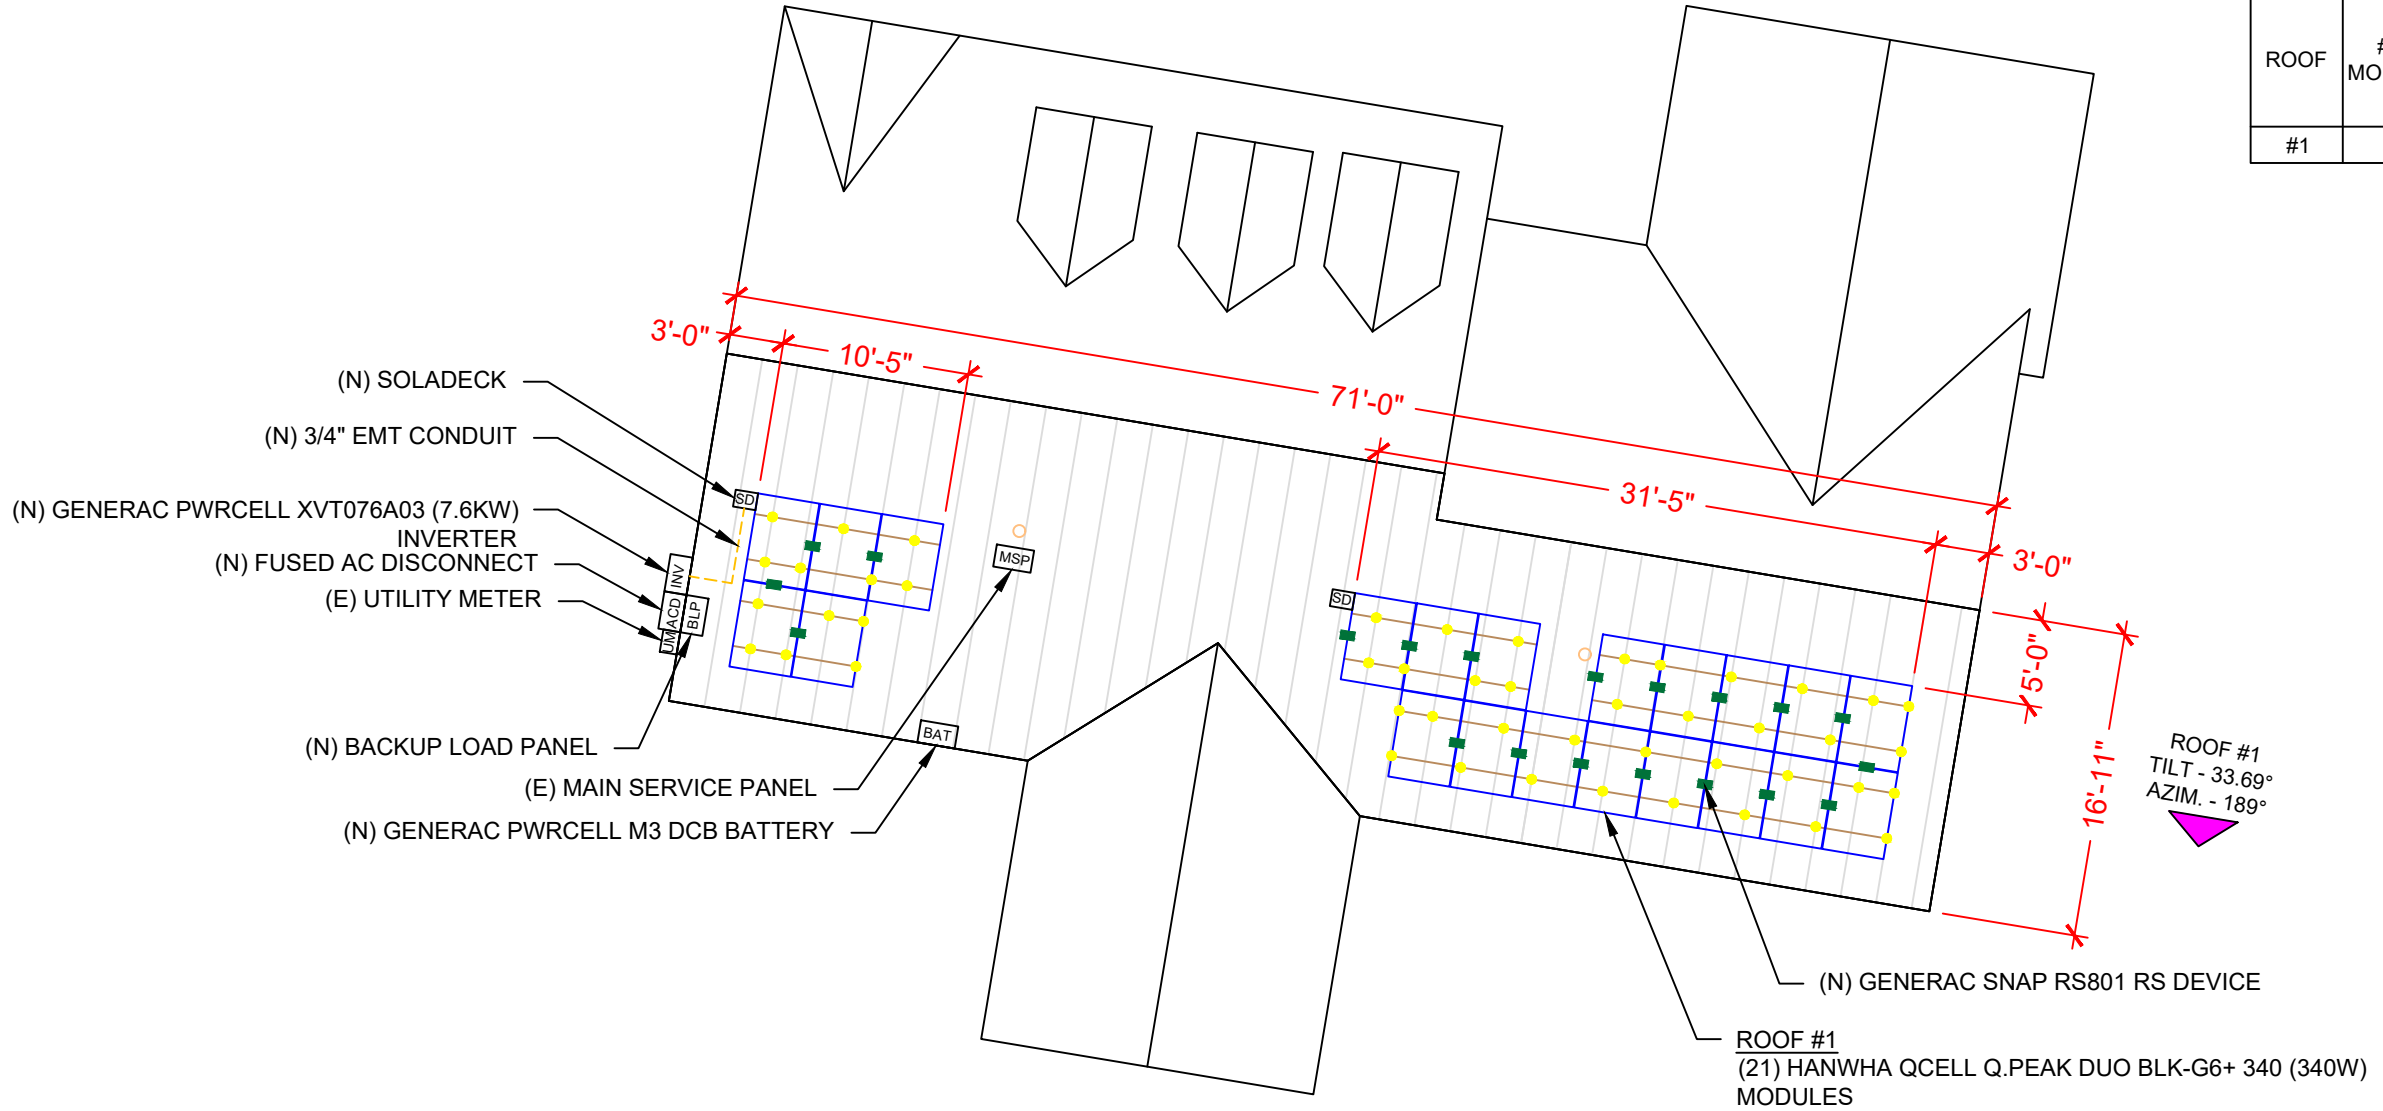 ROOF
#
MO
#1
3'-0"
10'-5"
71'-0"
31'-5"
3'-0"
5'-0"
16'-11"
(N) SOLADECK
(N) 3/4" EMT CONDUIT
(N) GENERAC PWRCELL XVT076A03 (7.6KW)
INVERTER
(N) FUSED AC DISCONNECT
(E) UTILITY METER
(N) BACKUP LOAD PANEL
(E) MAIN SERVICE PANEL
(N) GENERAC PWRCELL M3 DCB BATTERY
SD
INV
ACD
BLP
UM
MSP
BAT
SD
ROOF #1
TILT - 33.69°
AZIM. - 189°
(N) GENERAC SNAP RS801 RS DEVICE
ROOF #1
(21) HANWHA QCELL Q.PEAK DUO BLK-G6+ 340 (340W)
MODULES